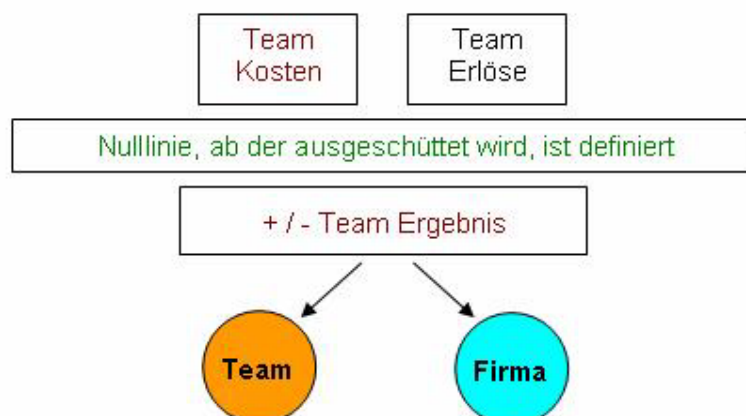 Team
Kosten
Team
Erlöse
Nulllinie, ab der ausgeschüttet wird, ist definiert
+ / - Team Ergebnis
Team
Firma